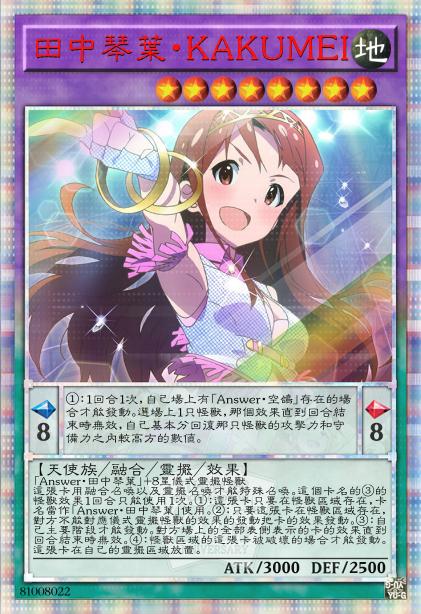 田中琴葉・KAKUMEI
地
①：1回合1次，自己場上有「Answer・空鴿」存在的場
合才能發動。選場上1只怪獸，那個效果直到回合結
束時無效，自己基本分回復那只怪獸的攻擊力和守
備力之內較高方的數值。
8
8
【天使族／融合／靈擺／效果】
「Answer・田中琴葉」+8星儀式靈擺怪獸
這張卡用融合召喚以及靈擺召喚才能特殊召喚。這個卡名的③的
怪獸效果1回合只能使用1次。①：這張卡只要在怪獸區域存在，卡
名當作「Answer・田中琴葉」使用。②：只要這張卡在怪獸區域存在，
對方不能對應儀式靈擺怪獸的效果的發動把卡的效果發動。③：自
己主要階段才能發動。對方場上的全部表側表示的卡的效果直到
回合結束時無效。④：怪獸區域的這張卡被破壞的場合才能發動。
這張卡在自己的靈擺區域放置。
ATK/3000 DEF/2500
81008022